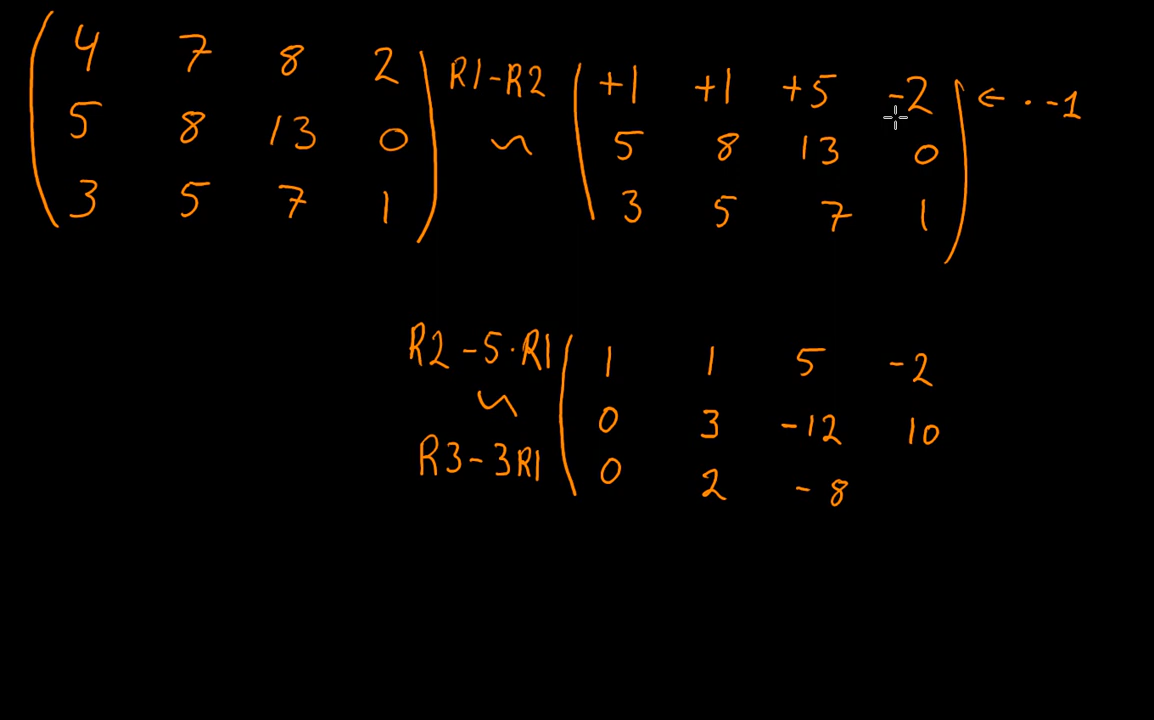 4 7 8 2 R1-R2 +1 +1 +5 -2 ← · -1
5 8 13 0 ~ 5 8 13 0
3 5 7 1 3 5 7 1
R2 -5·R1 1 1 5 -2
~ 0 3 -12 10
R3-3R1 0 2 -8